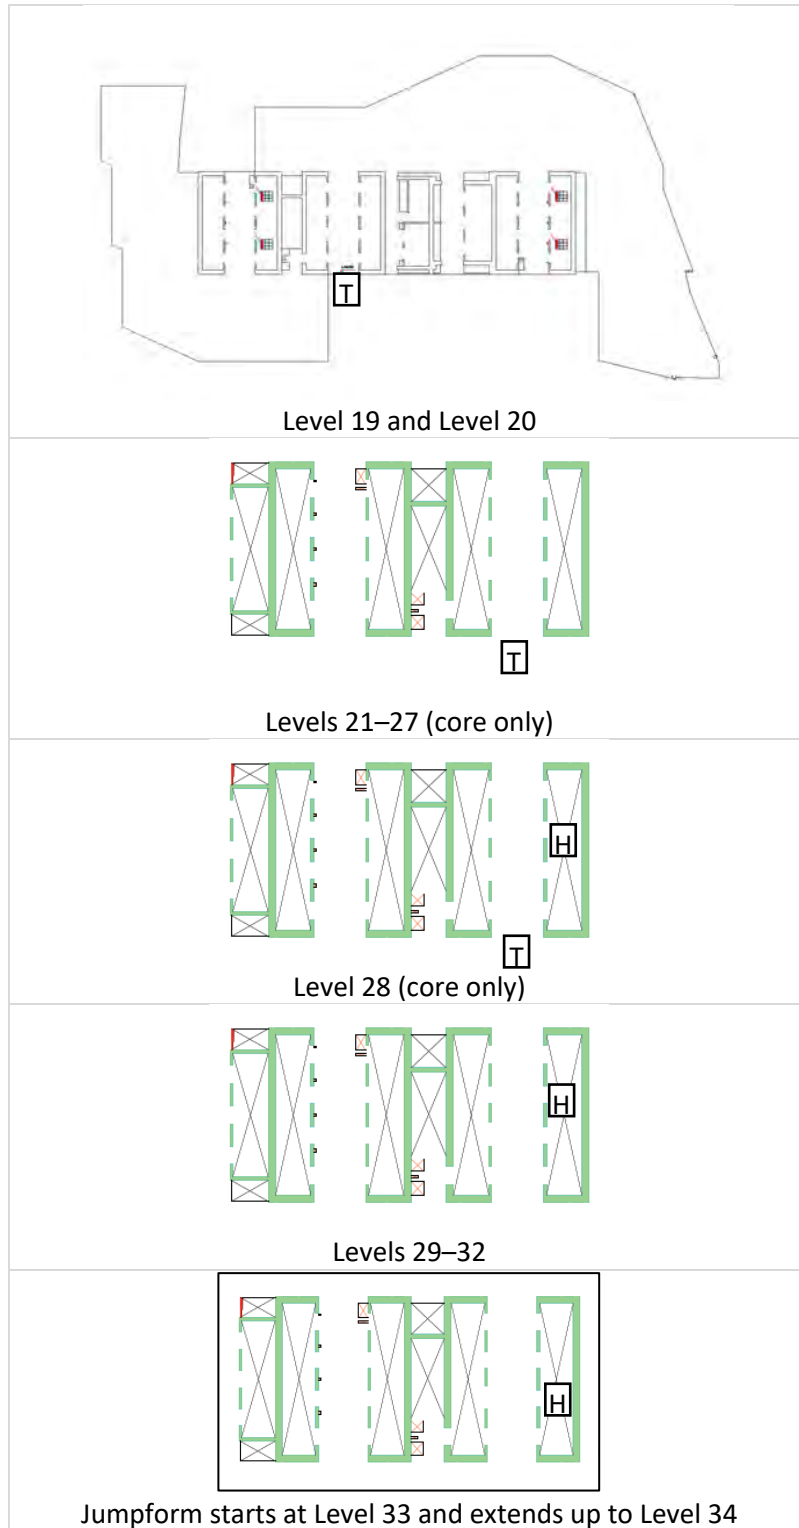 T
Level 19 and Level 20
T
Levels 21–27 (core only)
H
T
Level 28 (core only)
H
Levels 29–32
H
Jumpform starts at Level 33 and extends up to Level 34